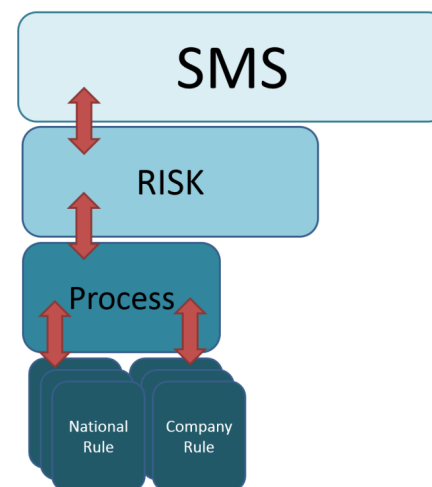 SMS
RISK
Process
National
Rule
Company
Rule